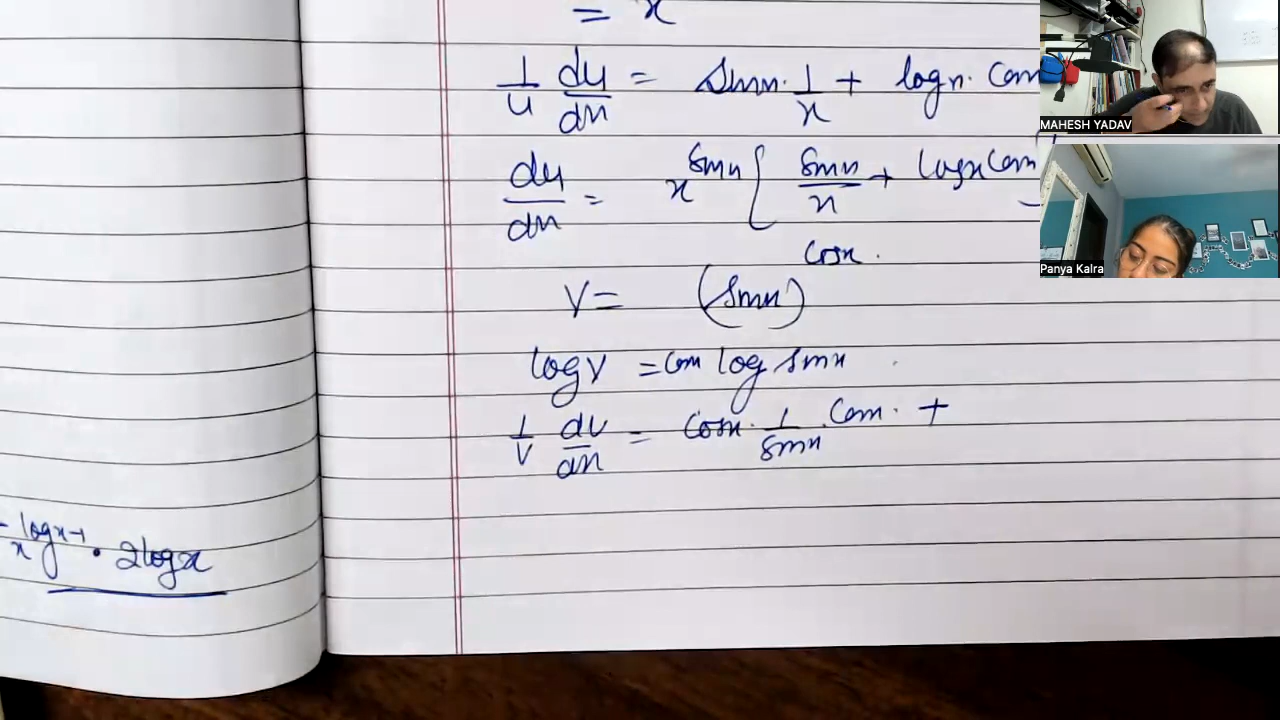 = x
1/u du/dx = sinx · 1/x + logx · cosx
du/dx = x^sinx [ sinx/x + logx cosx
V = (sinx)^cosx ·
logV = cosx log sinx
1/V dV/dx = cosx · 1/sinx · cosx · +
x^logx-1 · 2logx
MAHESH YADAV
Panya Kalra